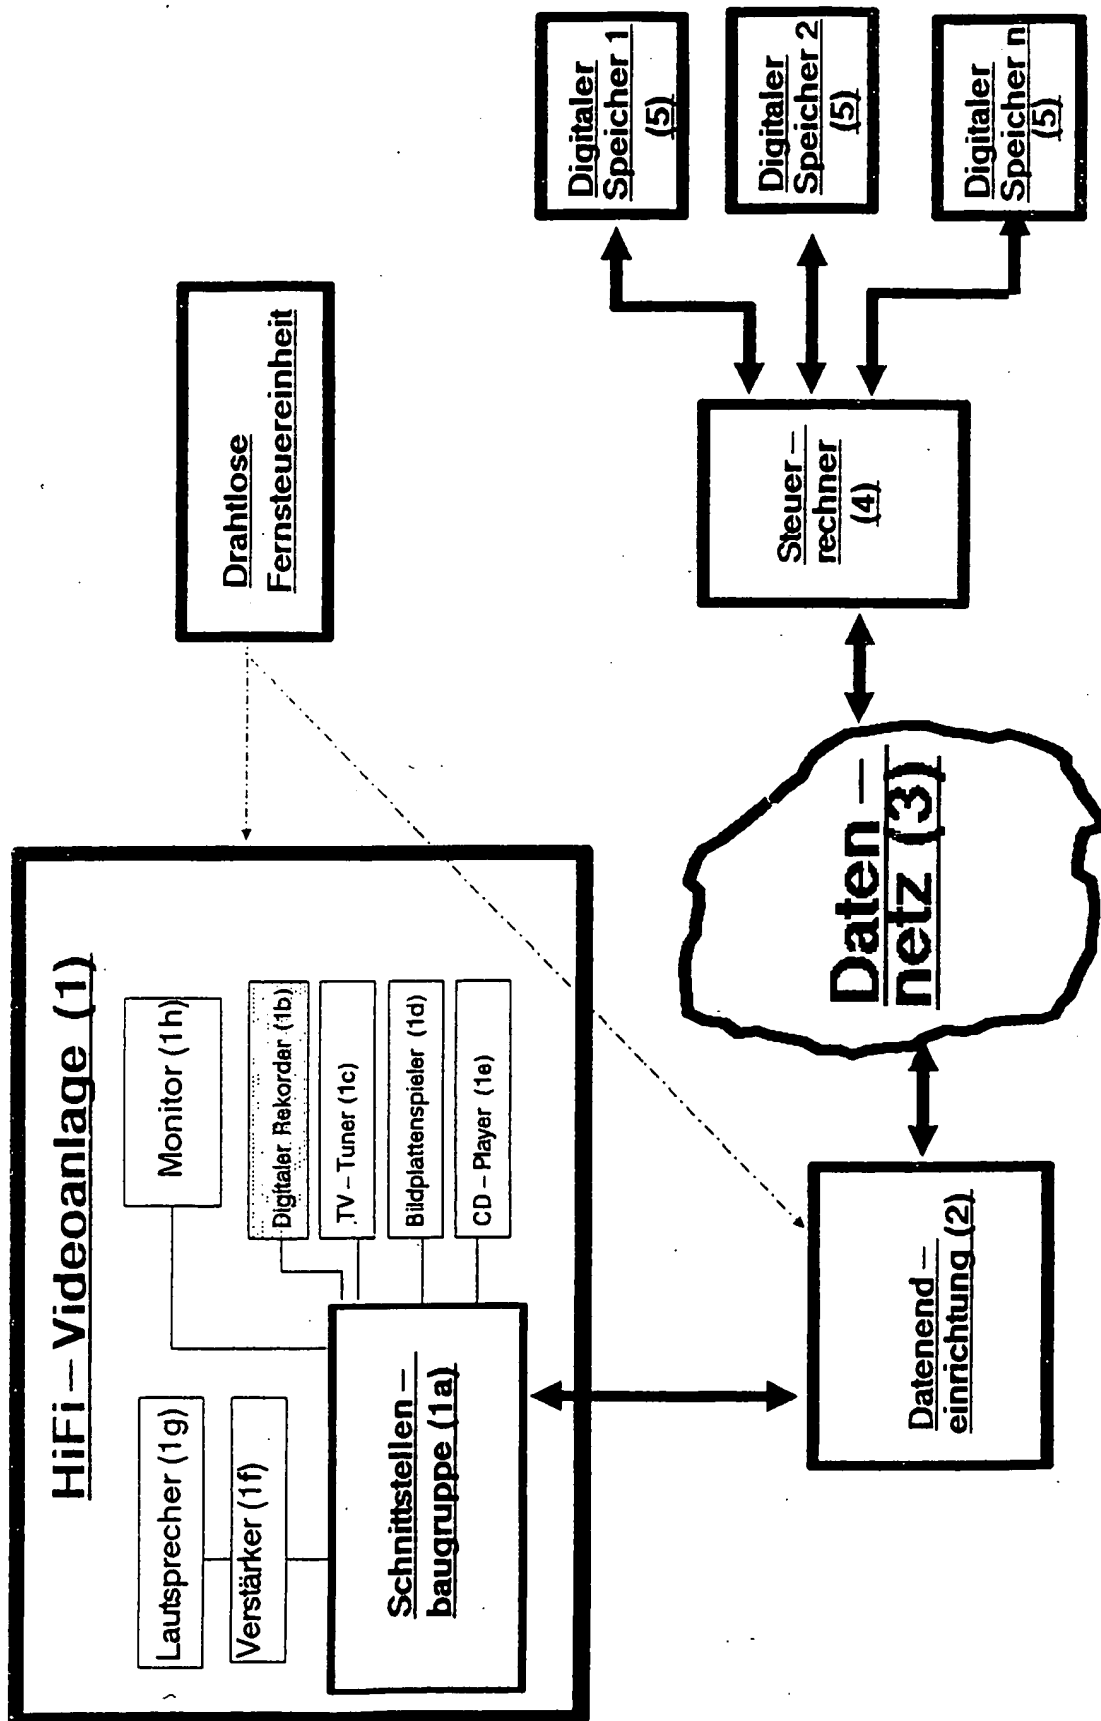 HiFi – Videoanlage (1)
Lautsprecher (1g)
Verstärker (1f)
Monitor (1h)
Digitaler Rekorder (1b)
TV – Tuner (1c)
Bildplattenspieler (1d)
CD – Player (1e)
Schnittstellen –
baugruppe (1a)
Drahtlose
Fernsteuereinheit
Datenend –
einrichtung (2)
Daten –
netz (3)
Steuer –
rechner
(4)
Digitaler
Speicher 1
(5)
Digitaler
Speicher 2
(5)
Digitaler
Speicher n
(5)